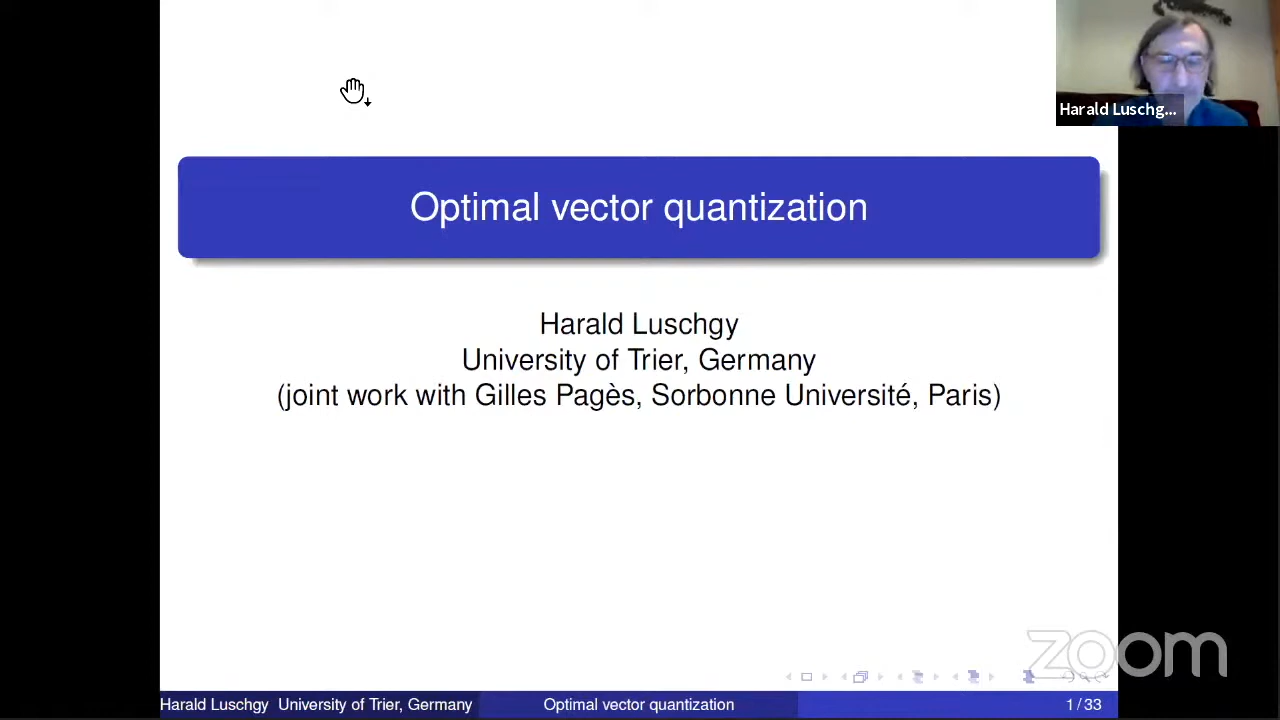 Harald Luschg...
Optimal vector quantization
Harald Luschgy
University of Trier, Germany
(joint work with Gilles Pagès, Sorbonne Université, Paris)
zoom
Harald Luschgy University of Trier, Germany
Optimal vector quantization
1 / 33